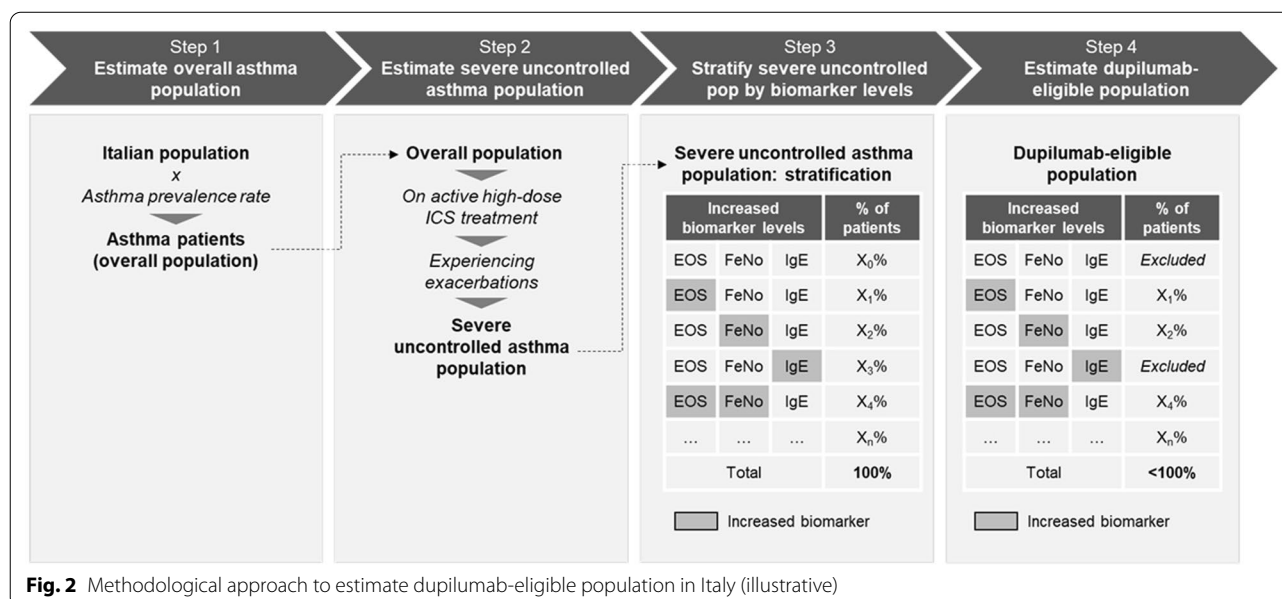 Step 1
Estimate overall asthma
population
Step 2
Estimate severe uncontrolled
asthma population
Step 3
Stratify severe uncontrolled
pop by biomarker levels
Step 4
Estimate dupilumab-
eligible population
Italian population
x
Asthma prevalence rate
Asthma patients
(overall population)
Overall population
On active high-dose
ICS treatment
Experiencing
exacerbations
Severe
uncontrolled asthma
population
Severe uncontrolled asthma
population: stratification
Increased
biomarker levels
% of
patients
EOS FeNo IgE X₀%
EOS FeNo IgE X₁%
EOS FeNo IgE X₂%
EOS FeNo IgE X₃%
EOS FeNo IgE X₄%
... ... ... Xₙ%
Total 100%
Increased biomarker
Dupilumab-eligible
population
Increased
biomarker levels
% of
patients
EOS FeNo IgE Excluded
EOS FeNo IgE X₁%
EOS FeNo IgE X₂%
EOS FeNo IgE Excluded
EOS FeNo IgE X₄%
... ... ... Xₙ%
Total <100%
Increased biomarker
Fig. 2 Methodological approach to estimate dupilumab-eligible population in Italy (illustrative)